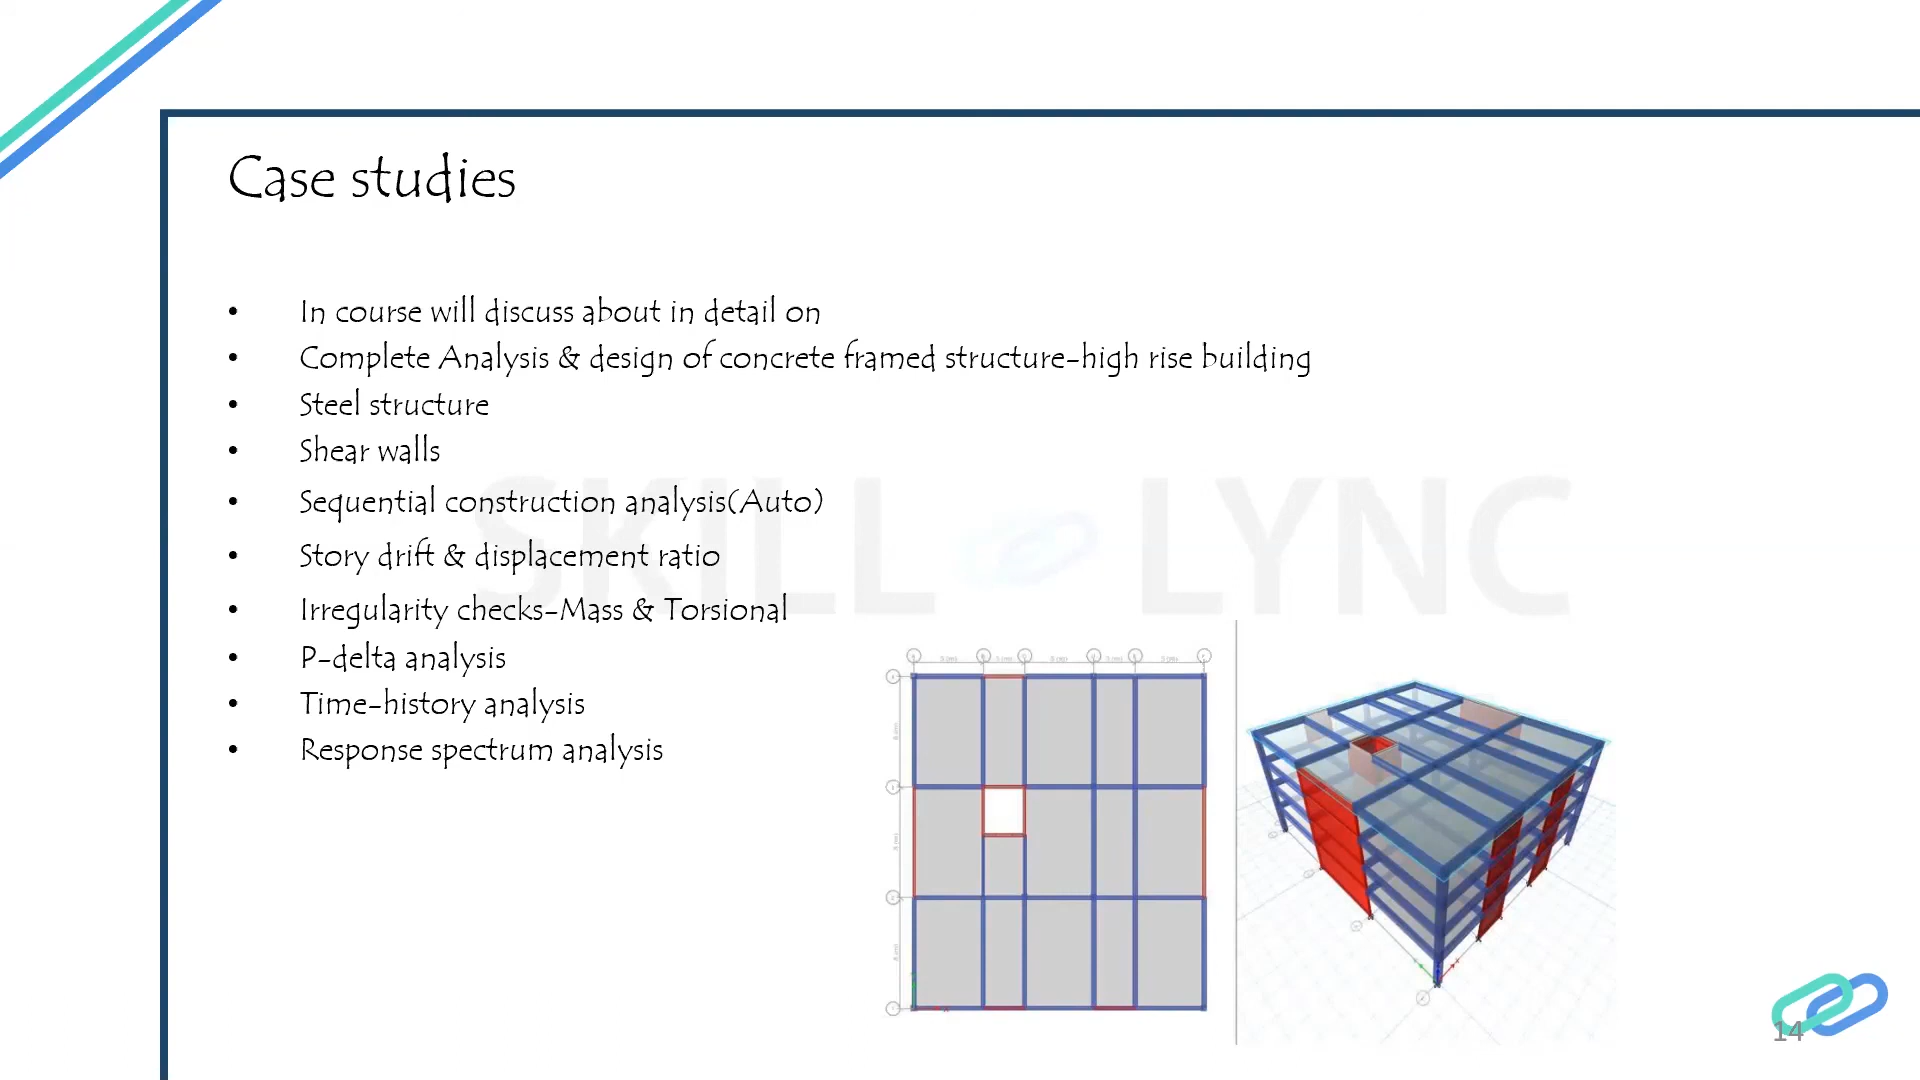 Case studies
• In course will discuss about in detail on
• Complete Analysis & design of concrete framed structure-high rise building
• Steel structure
• Shear walls
• Sequential construction analysis(Auto)
• Story drift & displacement ratio
• Irregularity checks-Mass & Torsional
• P-delta analysis
• Time-history analysis
• Response spectrum analysis
SKILL LYNC
14